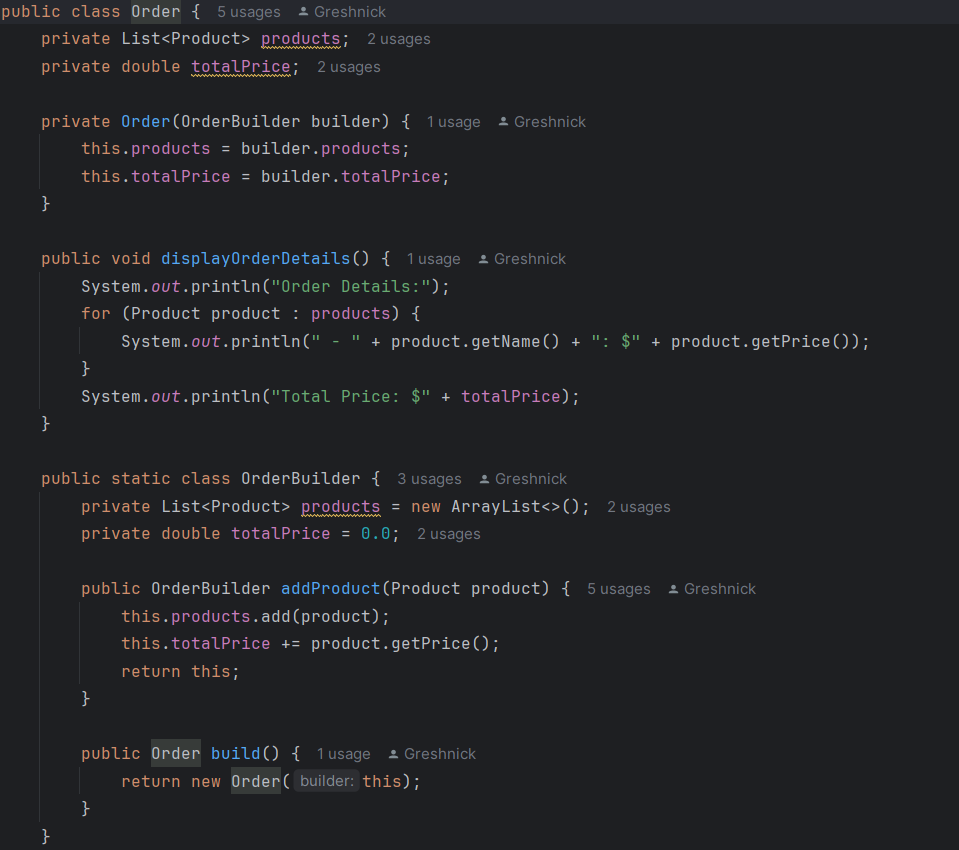 public class Order {  5 usages  Greshnick
    private List<Product> products;  2 usages
    private double totalPrice;  2 usages

    private Order(OrderBuilder builder) {  1 usage  Greshnick
        this.products = builder.products;
        this.totalPrice = builder.totalPrice;
    }

    public void displayOrderDetails() {  1 usage  Greshnick
        System.out.println("Order Details:");
        for (Product product : products) {
            System.out.println(" - " + product.getName() + ": $" + product.getPrice());
        }
        System.out.println("Total Price: $" + totalPrice);
    }

    public static class OrderBuilder {  3 usages  Greshnick
        private List<Product> products = new ArrayList<>();  2 usages
        private double totalPrice = 0.0;  2 usages

        public OrderBuilder addProduct(Product product) {  5 usages  Greshnick
            this.products.add(product);
            this.totalPrice += product.getPrice();
            return this;
        }

        public Order build() {  1 usage  Greshnick
            return new Order( builder: this);
        }
    }